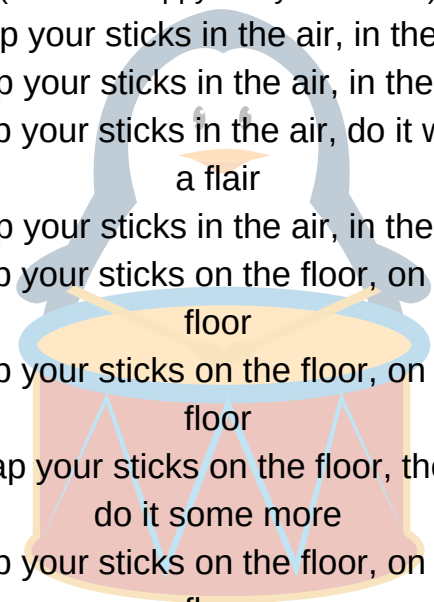 p your sticks in the air, in the
p your sticks in the air, in the
p your sticks in the air, do it w
a flair
p your sticks in the air, in the
p your sticks on the floor, on
floor
p your sticks on the floor, on
floor
ap your sticks on the floor, the
do it some more
p your sticks on the floor, on